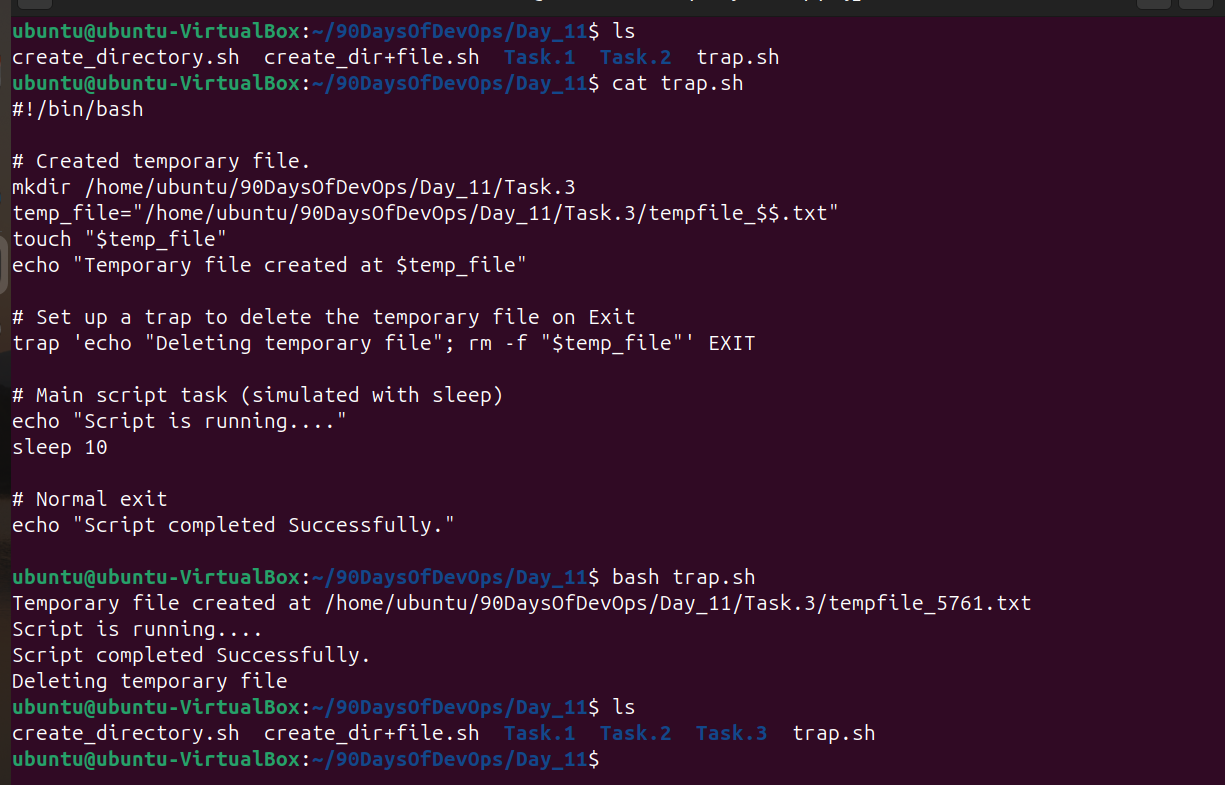 ubuntu@ubuntu-VirtualBox:~/90DaysOfDevOps/Day_11$ ls
create_directory.sh  create_dir+file.sh  Task.1  Task.2  trap.sh
ubuntu@ubuntu-VirtualBox:~/90DaysOfDevOps/Day_11$ cat trap.sh
#!/bin/bash

# Created temporary file.
mkdir /home/ubuntu/90DaysOfDevOps/Day_11/Task.3
temp_file="/home/ubuntu/90DaysOfDevOps/Day_11/Task.3/tempfile_$$.txt"
touch "$temp_file"
echo "Temporary file created at $temp_file"

# Set up a trap to delete the temporary file on Exit
trap 'echo "Deleting temporary file"; rm -f "$temp_file"' EXIT

# Main script task (simulated with sleep)
echo "Script is running...."
sleep 10

# Normal exit
echo "Script completed Successfully."

ubuntu@ubuntu-VirtualBox:~/90DaysOfDevOps/Day_11$ bash trap.sh
Temporary file created at /home/ubuntu/90DaysOfDevOps/Day_11/Task.3/tempfile_5761.txt
Script is running....
Script completed Successfully.
Deleting temporary file
ubuntu@ubuntu-VirtualBox:~/90DaysOfDevOps/Day_11$ ls
create_directory.sh  create_dir+file.sh  Task.1  Task.2  Task.3  trap.sh
ubuntu@ubuntu-VirtualBox:~/90DaysOfDevOps/Day_11$